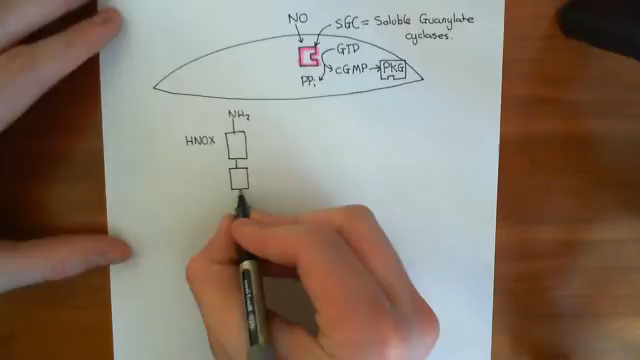 NO
SGC = Soluble Guanylate
cyclases.
GTP
cGMP → PKG
PPi
NH2
HNOX